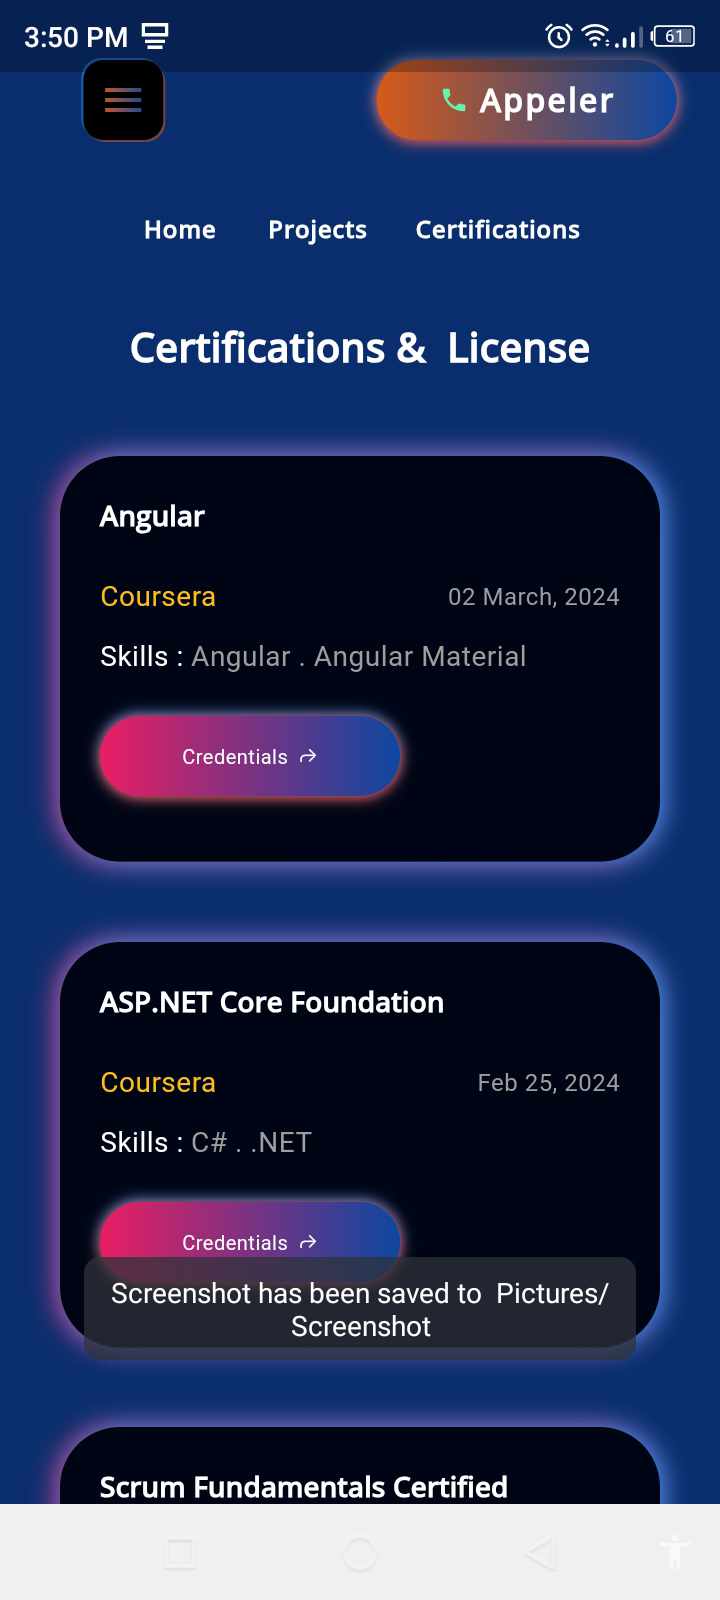 3:50 PM
61
Appeler
Home Projects Certifications
Certifications & License
Angular
Coursera 02 March, 2024
Skills : Angular . Angular Material
Credentials
ASP.NET Core Foundation
Coursera Feb 25, 2024
Skills : C# . .NET
Credentials
Screenshot has been saved to Pictures/
Screenshot
Scrum Fundamentals Certified